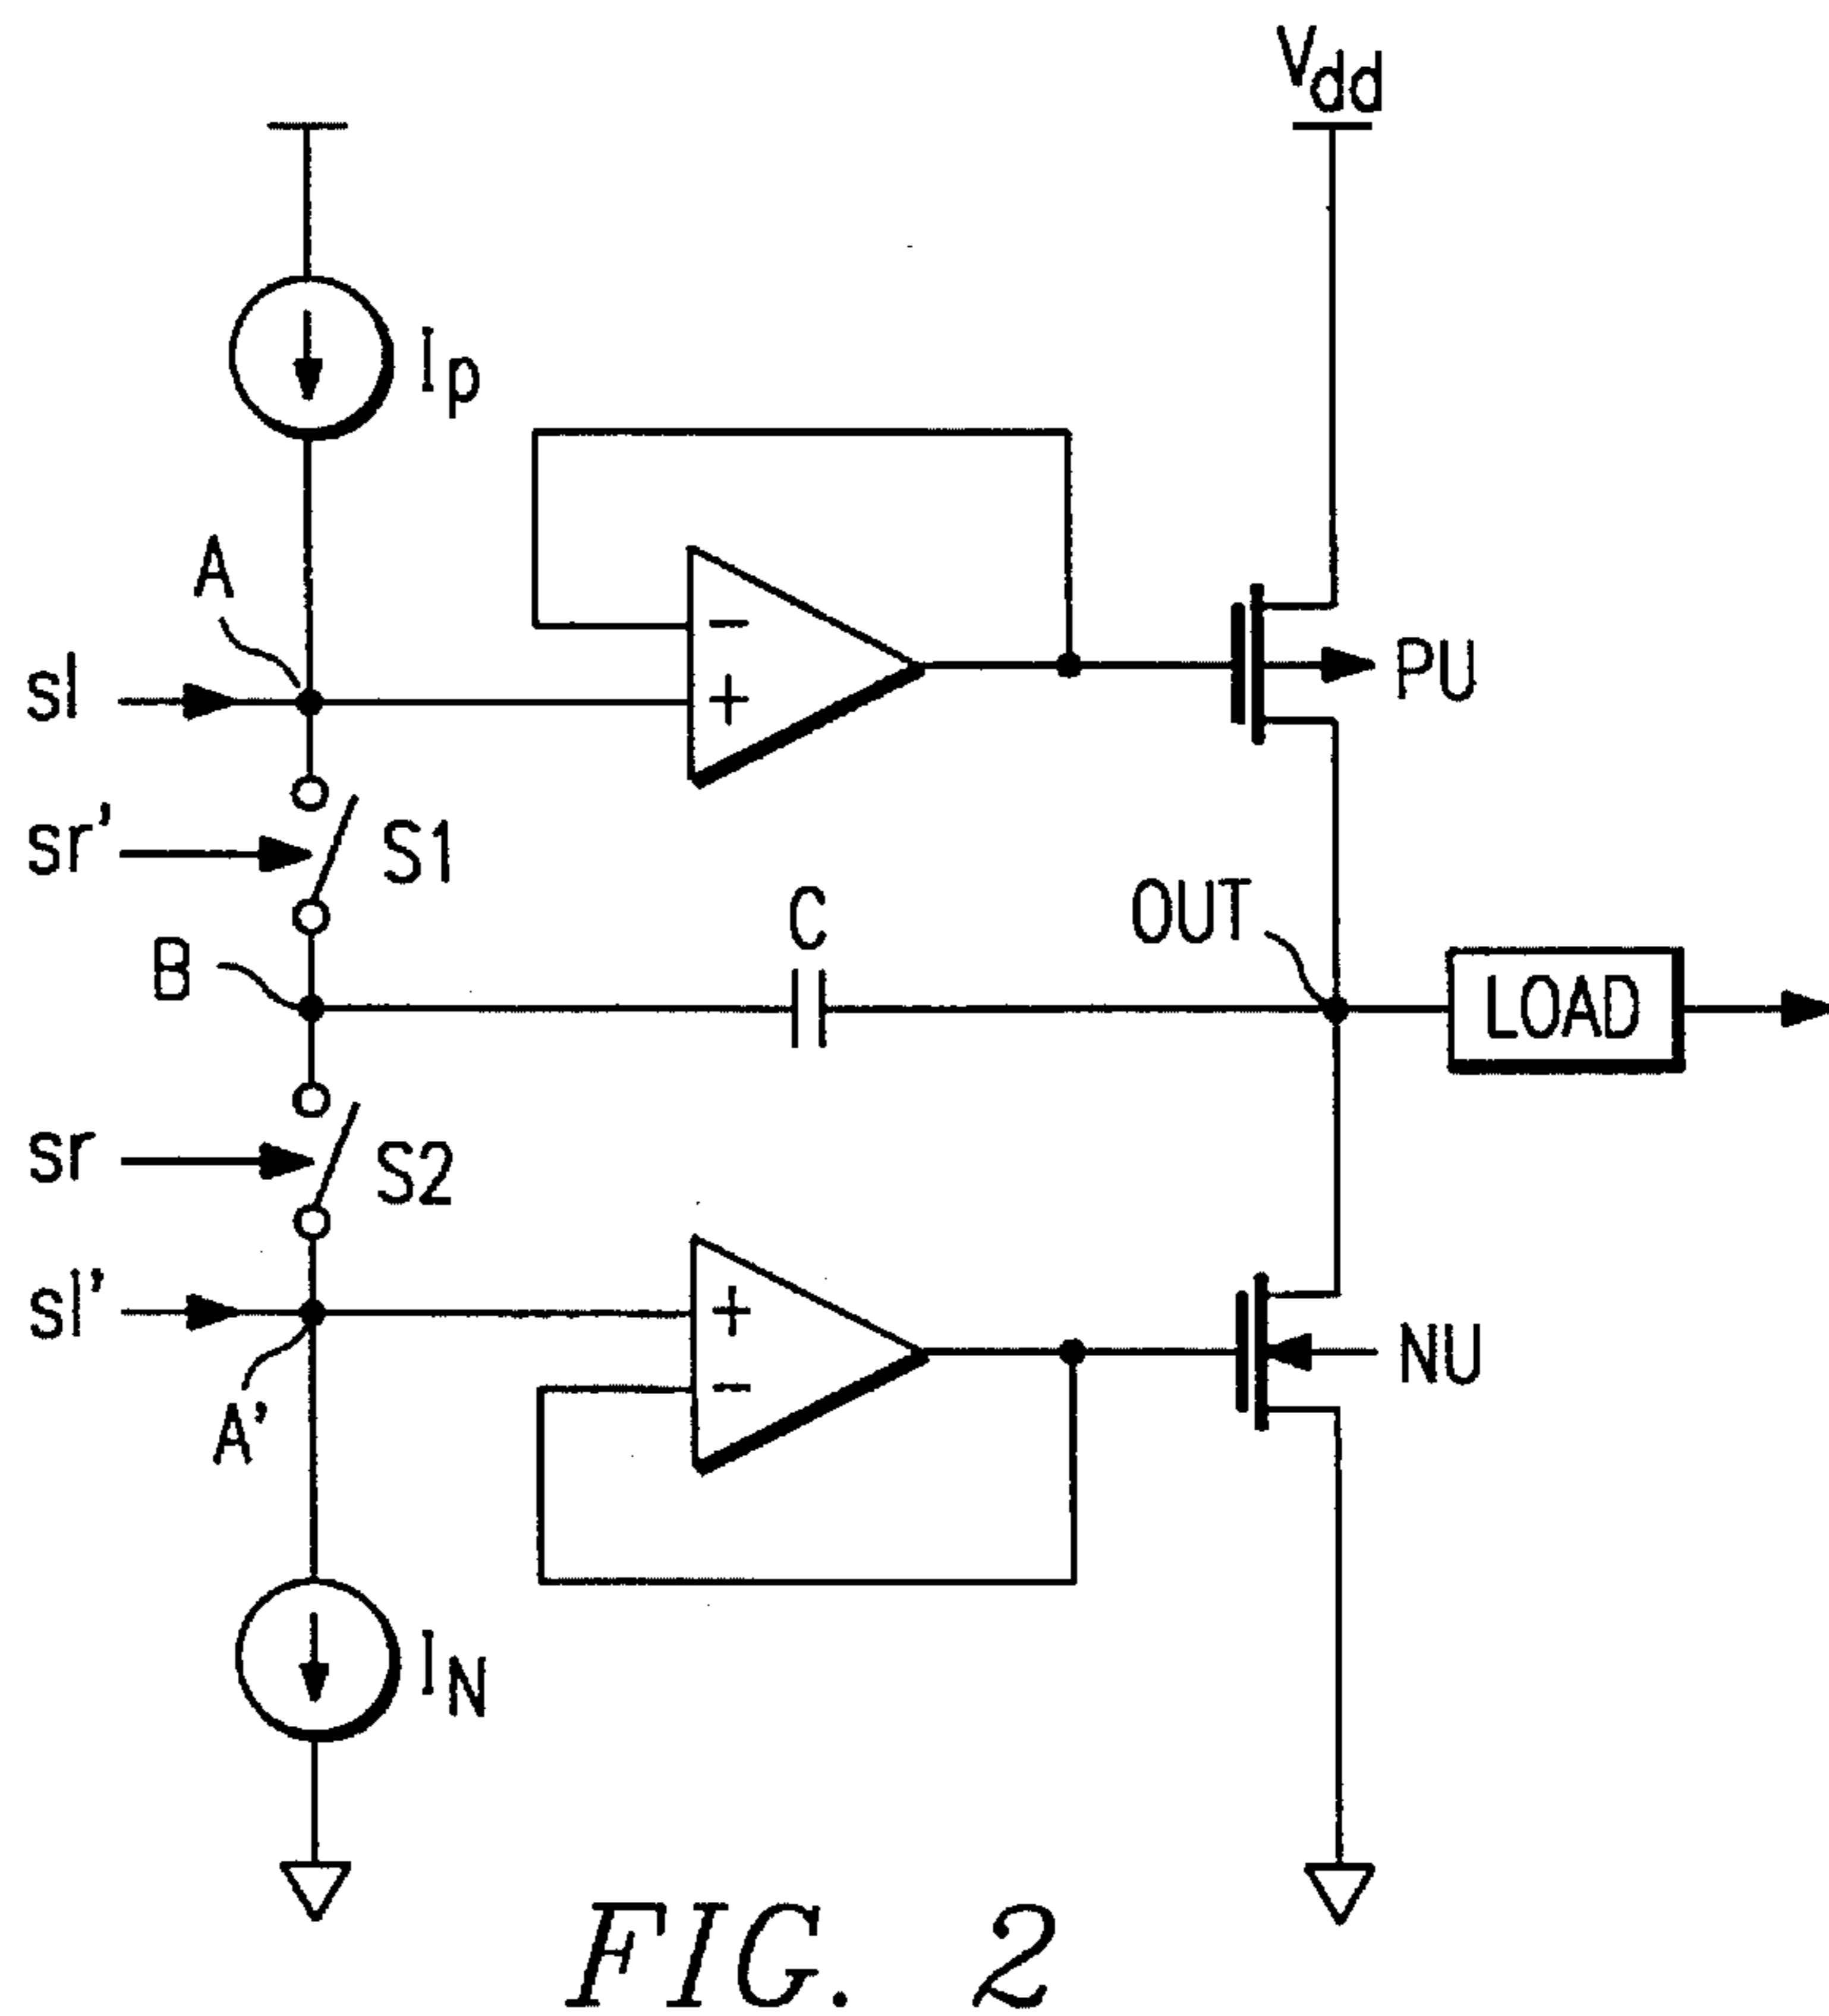 Vdd
Ip
A
sl
-
+
PU
sr'
S1
C
OUT
B
LOAD
sr
S2
sl'
+
-
NU
A'
IN
FIG. 2